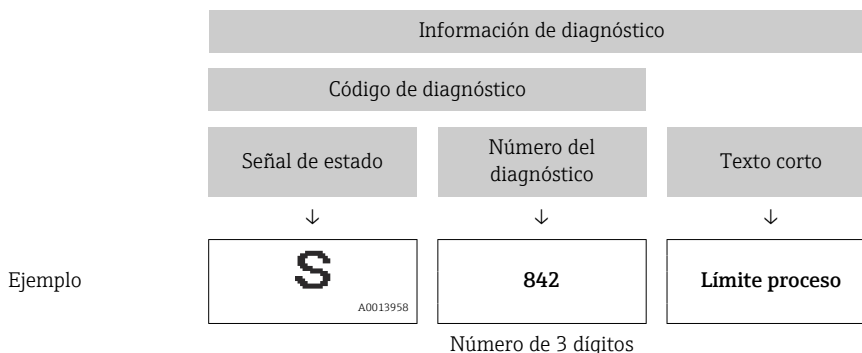 Información de diagnóstico
Código de diagnóstico
Señal de estado
Número del
diagnóstico
Texto corto
↓ ↓ ↓
Ejemplo
S
A0013958
842
Límite proceso
Número de 3 dígitos